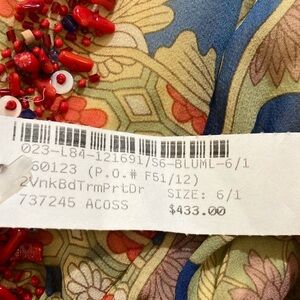 023-L84-121691/S6-BLUML-6/1
60123 (P.O.# F51/12)
2VnkBdTrmPrtDr SIZE: 6/1
737245 ACOSS $433.00